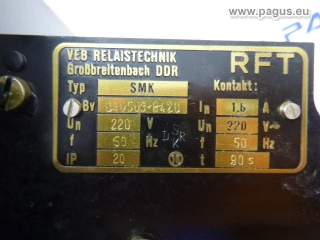 www.pagus.eu
VEB RELAISTECHNIK RFT
Großbreitenbach DDR
Typ SMK Kontakt:
Bv In 1,6 A
Un 220 V Un 220 V~
f 50 Hz f 50 Hz
IP 20 t 90 s